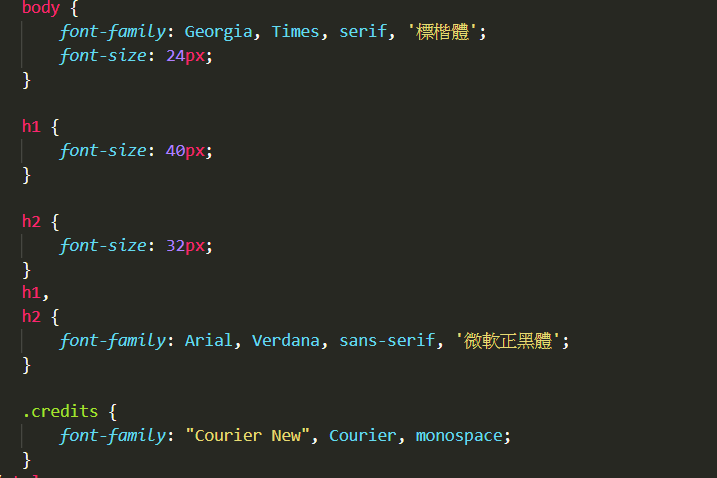 body {
font-family: Georgia, Times, serif, '標楷體';
font-size: 24px;
}
h1 {
font-size: 40px;
}
h2 {
font-size: 32px;
}
h1,
h2 {
font-family: Arial, Verdana, sans-serif, '微軟正黑體';
}
.credits {
font-family: "Courier New", Courier, monospace;
}